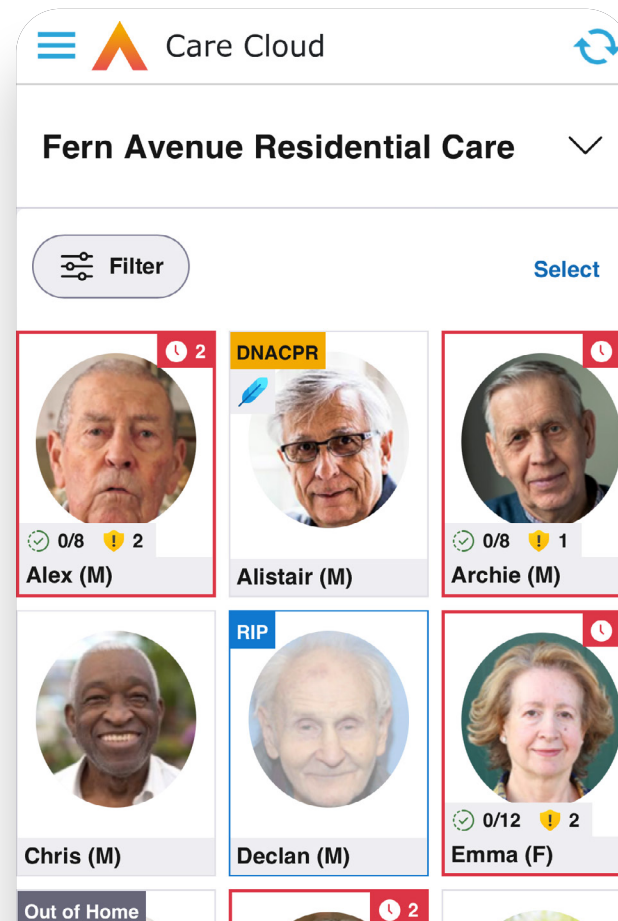 Care Cloud
Fern Avenue Residential Care
Filter
Select
2
DNACPR
0/8 2
0/8 1
Alex (M)
Alistair (M)
Archie (M)
RIP
0/12 2
Chris (M)
Declan (M)
Emma (F)
Out of Home
2